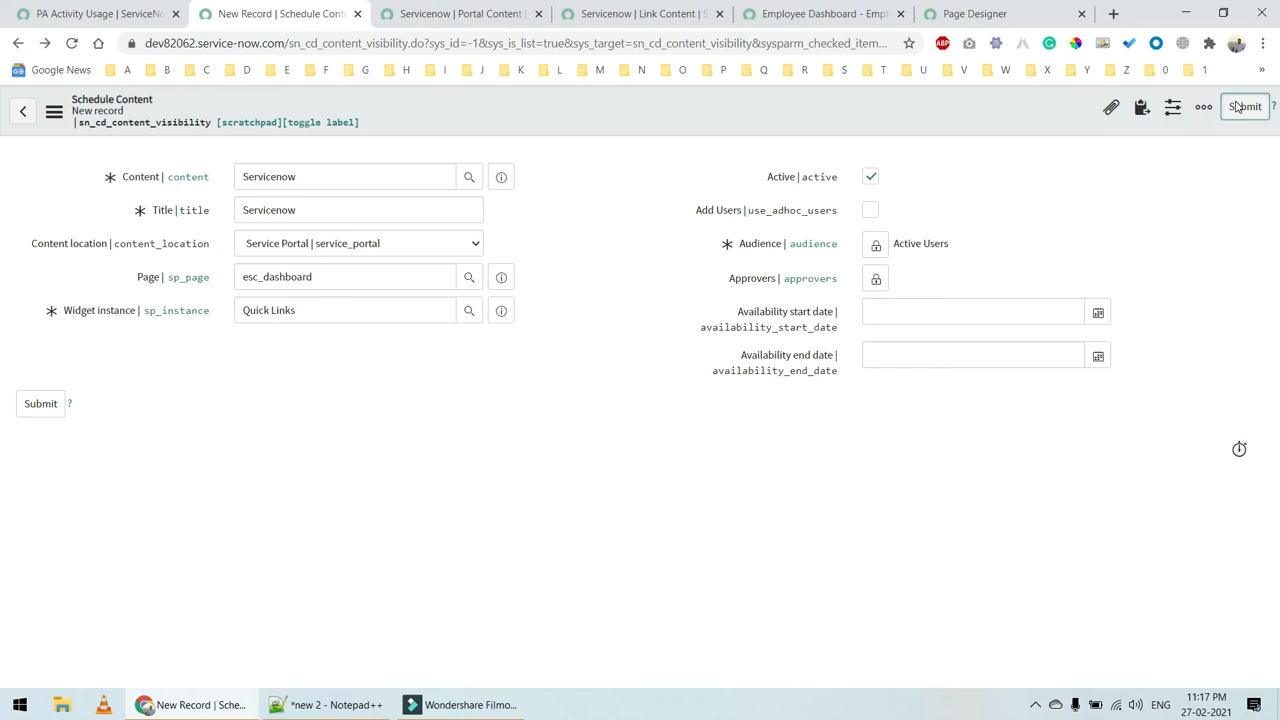 PA Activity Usage | ServiceNo
New Record | Schedule Conten
Servicenow | Portal Content |
Servicenow | Link Content | S
Employee Dashboard - Empl
Page Designer
dev82062.service-now.com/sn_cd_content_visibility.do?sys_id=-1&sys_is_list=true&sys_target=sn_cd_content_visibility&sysparm_checked_item...
Google News A B C D E F G H I J K L M N O P Q R S T U V W X Y Z 0 1 »
Schedule Content
New record
|sn_cd_content_visibility [scratchpad][toggle label]
Submit ?
Content | content
Servicenow
Title | title
Servicenow
Content location | content_location
Service Portal | service_portal
Page | sp_page
esc_dashboard
Widget instance | sp_instance
Quick Links
Active | active
Add Users | use_adhoc_users
Audience | audience
Active Users
Approvers | approvers
Availability start date |
availability_start_date
Availability end date |
availability_end_date
Submit ?
New Record | Sche...
*new 2 - Notepad++
Wondershare Filmo...
ENG
11:17 PM
27-02-2021